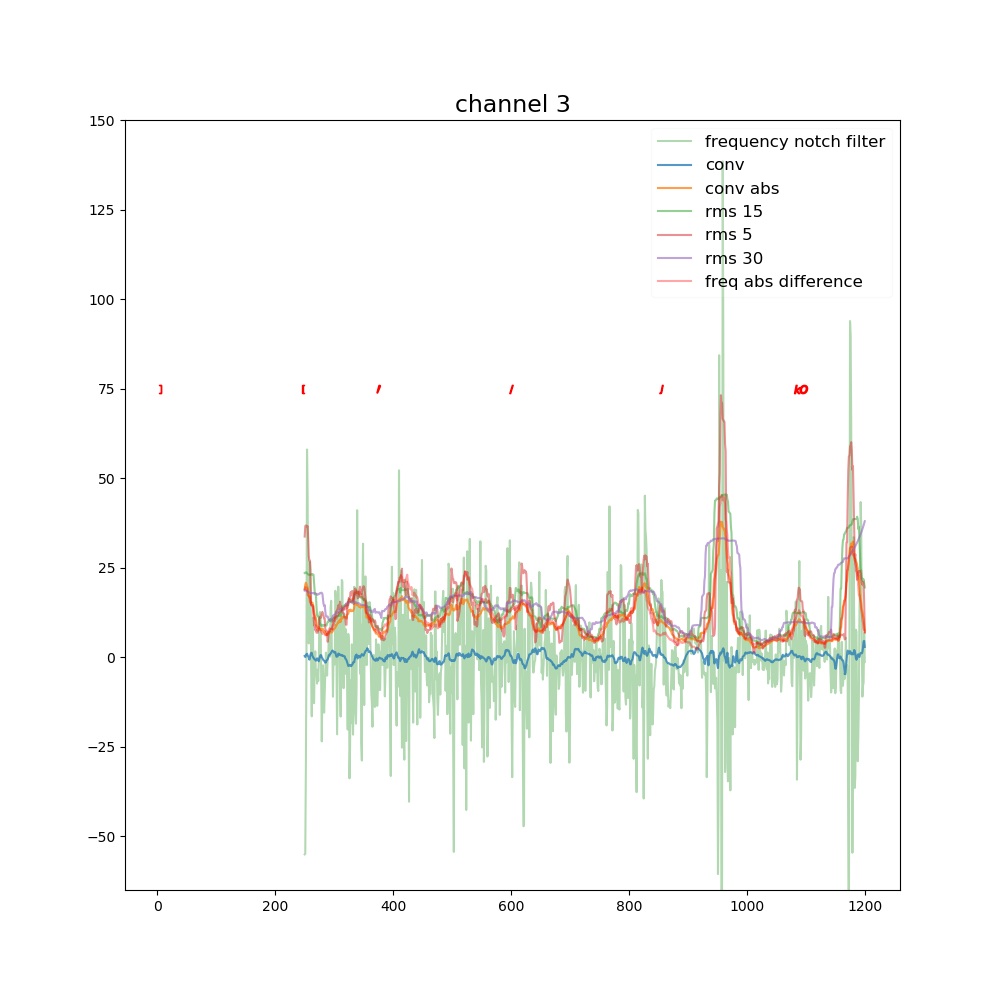 channel 3
150
125
100
75
50
25
0
−25
−50
frequency notch filter
conv
conv abs
rms 15
rms 5
rms 30
freq abs difference
0 200 400 600 800 1000 1200